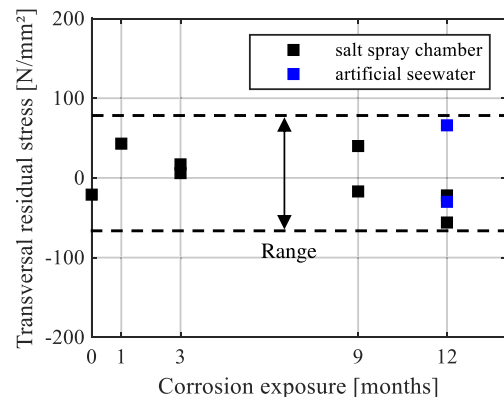 Transversal residual stress [N/mm²]
200
100
0
-100
-200
salt spray chamber
artificial seewater
Range
0 1 3 9 12
Corrosion exposure [months]